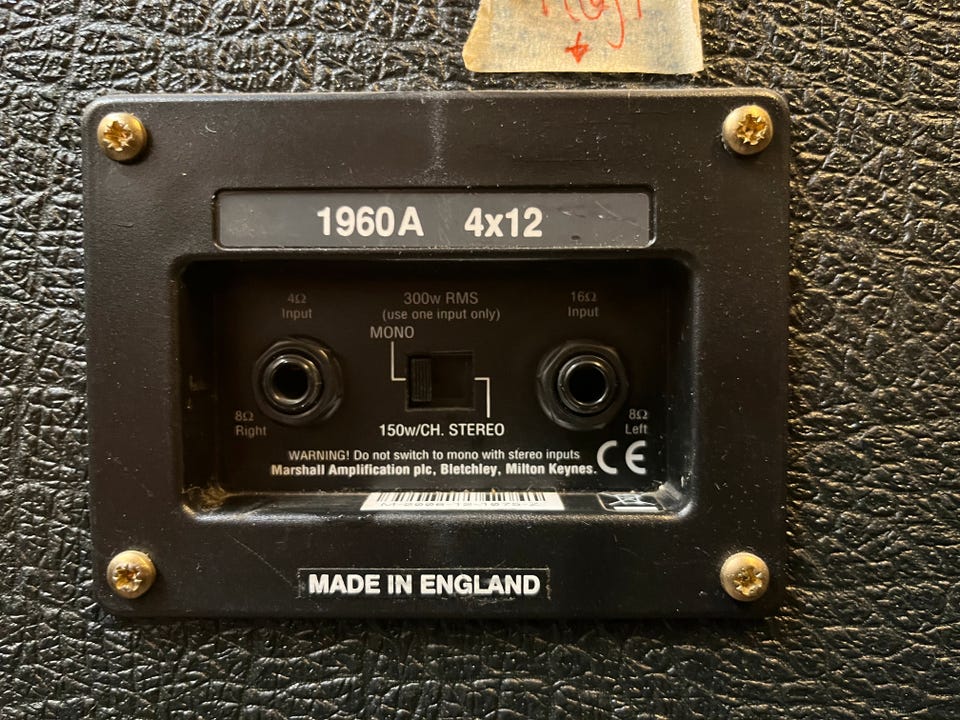 1960A 4x12
4Ω
Input
300w RMS
(use one input only)
16Ω
Input
MONO
8Ω
Right
8Ω
Left
150w/CH. STEREO
WARNING! Do not switch to mono with stereo inputs
Marshall Amplification plc, Bletchley, Milton Keynes.
CE
MADE IN ENGLAND